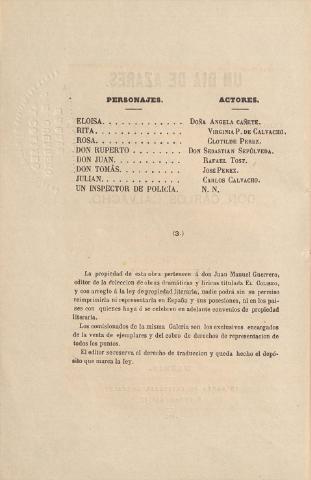 PERSONAJES. ACTORES.
ELOISA. . . . . . . . . . . . . DOÑA ANGELA CAÑETE.
RITA. . . . . . . . . . . . . . VIRGINIA P. DE CALVACHO.
ROSA. . . . . . . . . . . . . . CLOTILDE PEREZ.
DON RUPERTO . . . . . . . . . DON SEBASTIAN SEPÚLVEDA.
DON JUAN. . . . . . . . . . . . RAFAEL TOST.
DON TOMÁS. . . . . . . . . . . JOSÉ PEREZ.
JULIAN. . . . . . . . . . . . . CARLOS CALVACHO.
UN INSPECTOR DE POLICÍA. N. N.
(3.)
La propiedad de esta obra pertenece á don Juan Manuel Guerrero,
editor de la coleccion de obras dramáticas y líricas titulada EL COLISEO,
y con arreglo á la ley de propiedad literaria, nadie podrá sin su permiso
reimprimirla ni representarla en España y sus posesiones, ni en los pai-
ses con quienes haya ó se celebren en adelante convenios de propiedad
literaria.
Los comisionados de la misma Galería son los exclusivos encargados
de la venta de ejemplares y del cobro de derechos de representacion de
todos los puntos.
El editor se reserva el derecho de traduccion y queda hecho el depó-
sito que marca la ley.